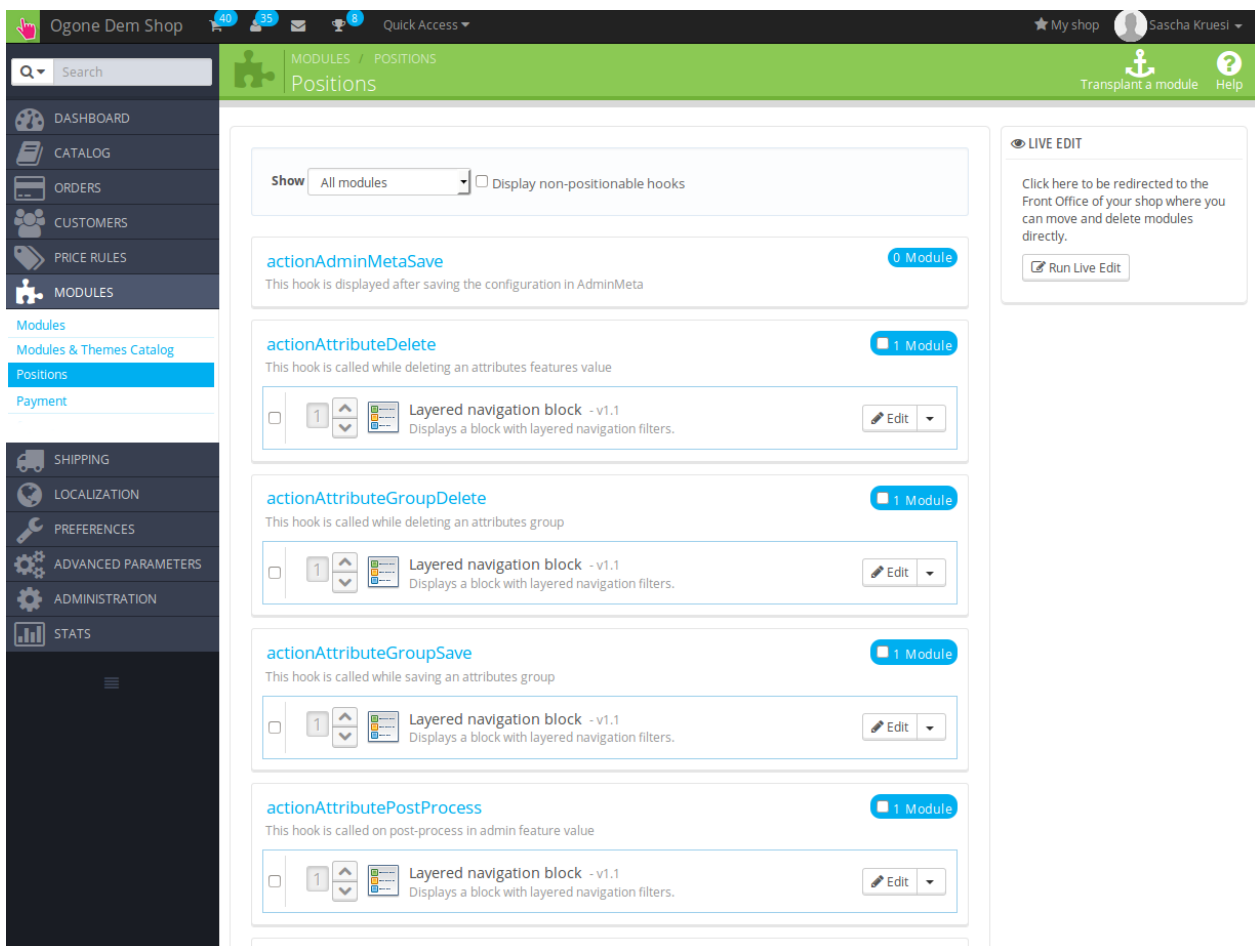 Ogone Dem Shop
40
35
8
Quick Access
My shop
Sascha Kruesi
Search
MODULES / POSITIONS
Positions
Transplant a module
Help
DASHBOARD
CATALOG
ORDERS
CUSTOMERS
PRICE RULES
MODULES
Modules
Modules & Themes Catalog
Positions
Payment
SHIPPING
LOCALIZATION
PREFERENCES
ADVANCED PARAMETERS
ADMINISTRATION
STATS
Show All modules Display non-positionable hooks
actionAdminMetaSave
0 Module
This hook is displayed after saving the configuration in AdminMeta
actionAttributeDelete
1 Module
This hook is called while deleting an attributes features value
1
Layered navigation block - v1.1
Displays a block with layered navigation filters.
Edit
actionAttributeGroupDelete
1 Module
This hook is called while deleting an attributes group
1
Layered navigation block - v1.1
Displays a block with layered navigation filters.
Edit
actionAttributeGroupSave
1 Module
This hook is called while saving an attributes group
1
Layered navigation block - v1.1
Displays a block with layered navigation filters.
Edit
actionAttributePostProcess
1 Module
This hook is called on post-process in admin feature value
1
Layered navigation block - v1.1
Displays a block with layered navigation filters.
Edit
LIVE EDIT
Click here to be redirected to the
Front Office of your shop where you
can move and delete modules
directly.
Run Live Edit